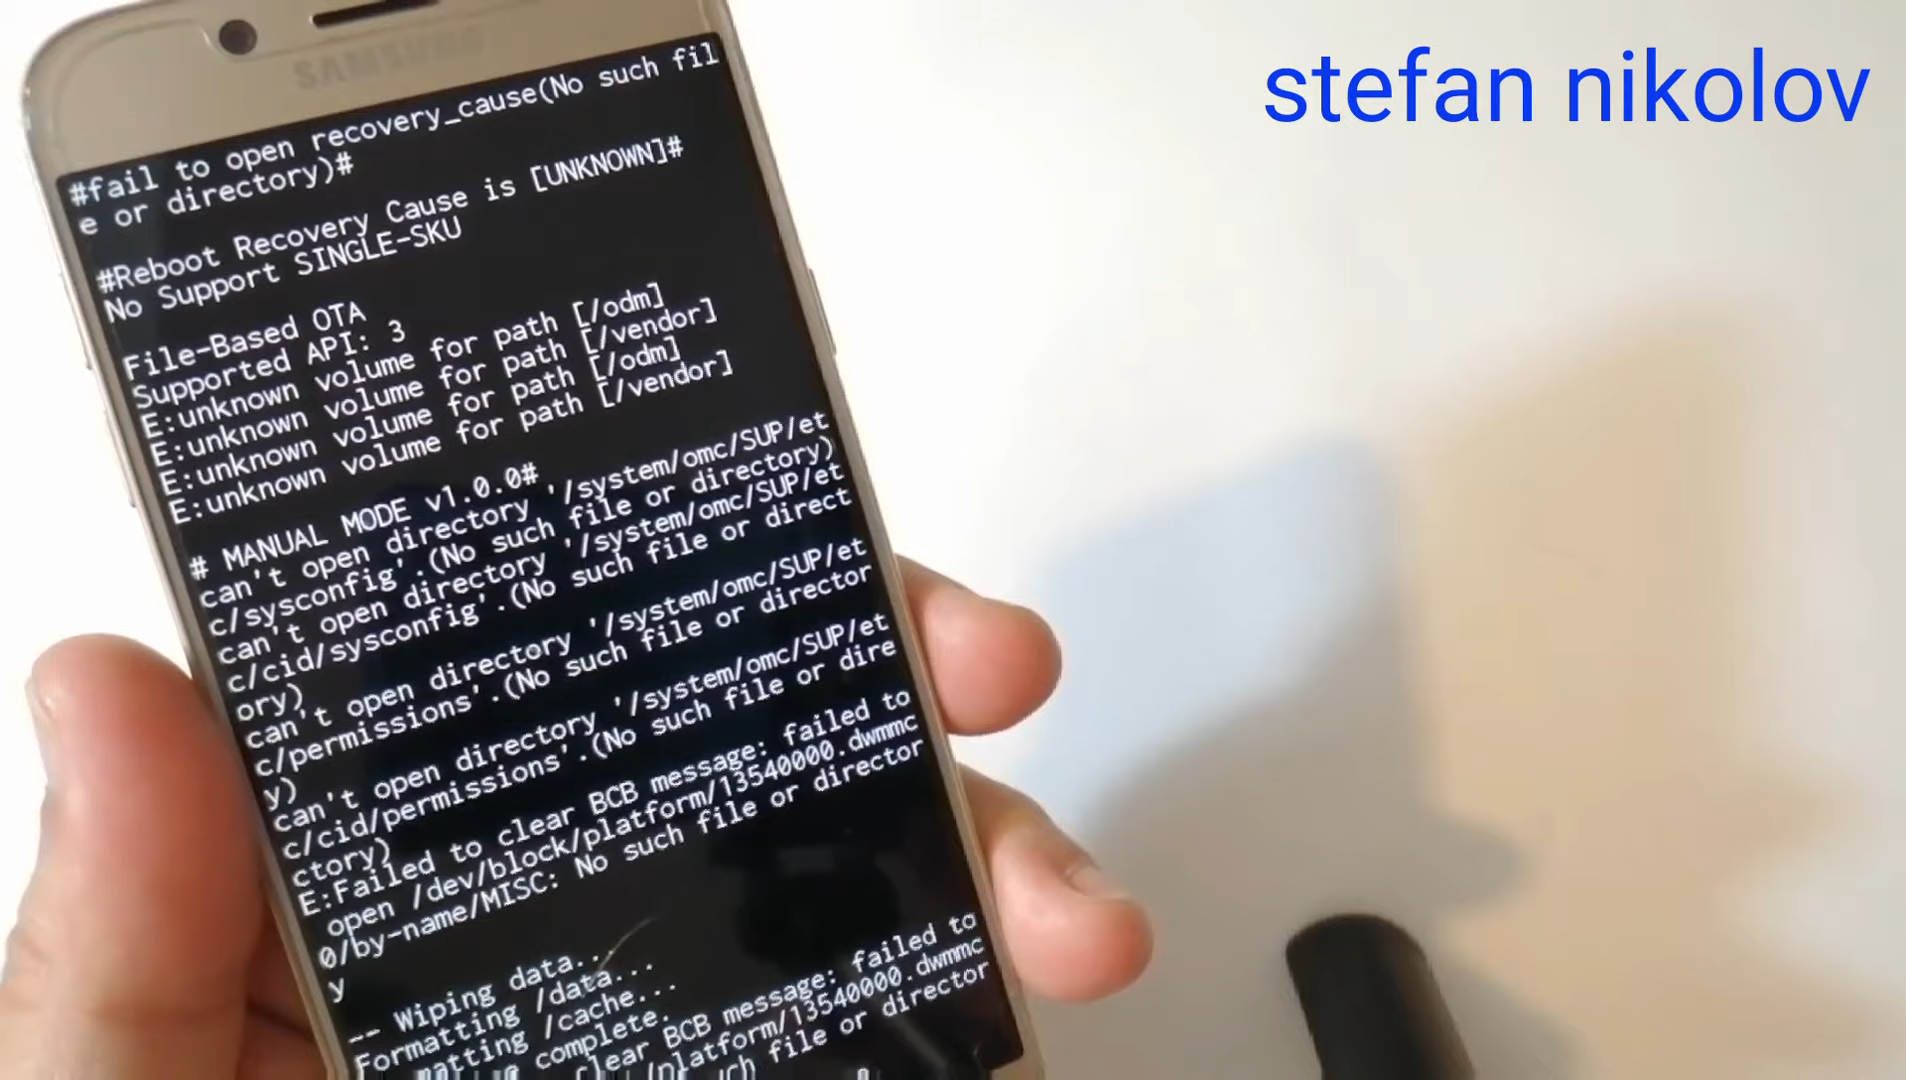 stefan nikolov
SAMSUNG
#fail to open recovery_cause(No such fil
e or directory)#
#Reboot Recovery Cause is [UNKNOWN]#
No Support SINGLE-SKU
File-Based OTA
Supported API: 3
E:unknown volume for path [/odm]
E:unknown volume for path [/vendor]
E:unknown volume for path [/odm]
E:unknown volume for path [/vendor]
# MANUAL MODE v1.0.0#
can't open directory '/system/omc/SUP/et
c/sysconfig'.(No such file or directory)
can't open directory '/system/omc/SUP/et
c/cid/sysconfig'.(No such file or direct
ory)
can't open directory '/system/omc/SUP/et
c/permissions'.(No such file or director
y)
can't open directory '/system/omc/SUP/et
c/cid/permissions'.(No such file or dire
ctory)
E:Failed to clear BCB message: failed to
open /dev/block/platform/13540000.dwmmc
0/by-name/MISC: No such file or director
y
-- Wiping data...
Formatting /data...
matting /cache...
complete.
lear BCB message: failed to
/platform/13540000.dwmmc
ch file or director